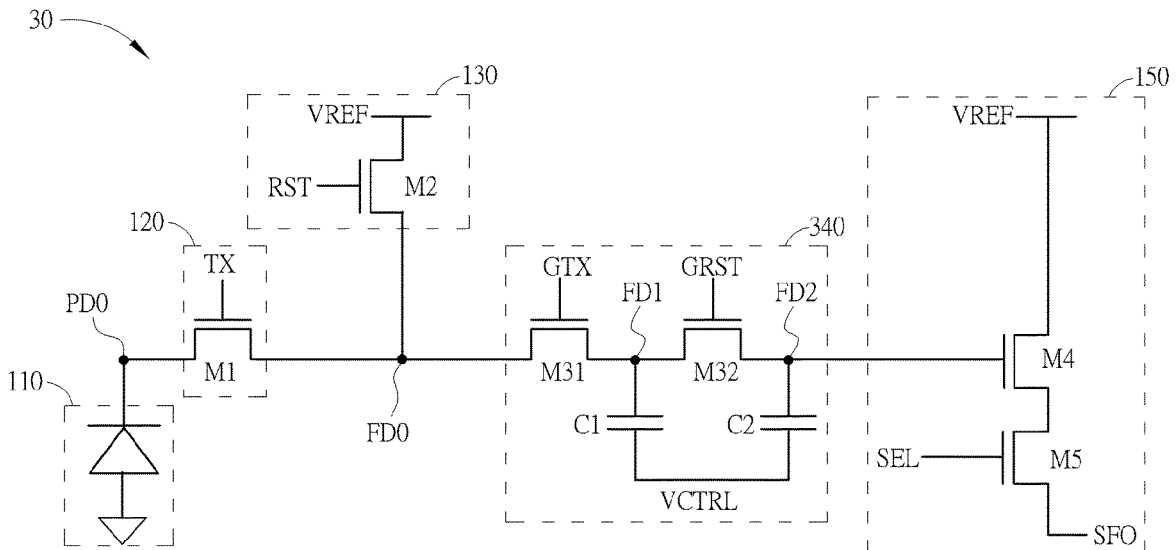 30
130
150
VREF
VREF
RST
M2
120
340
TX
GTX
GRST
PD0
FD1
FD2
M1
M31
M32
M4
110
FD0
C1
C2
SEL
M5
VCTRL
SFO